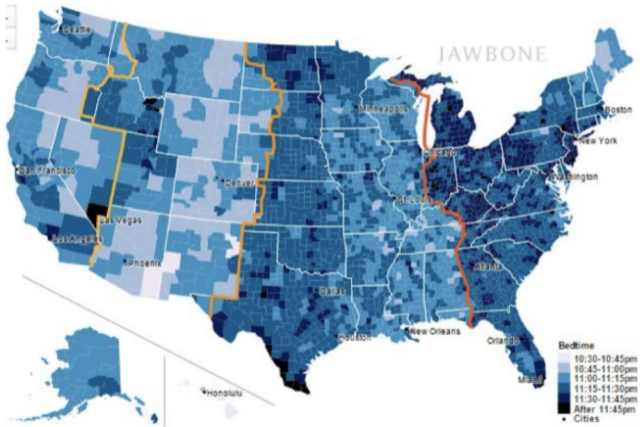 JAWBONE
Seattle
Minneapolis
Boston
New York
Chicago
San Francisco
Denver
St Louis
Washington
Las Vegas
Los Angeles
Phoenix
Atlanta
Dallas
Houston
New Orleans
Orlando
Miami
Honolulu
Bedtime
10:30-10:45pm
10:45-11:00pm
11:00-11:15pm
11:15-11:30pm
11:30-11:45pm
After 11:45pm
Cities